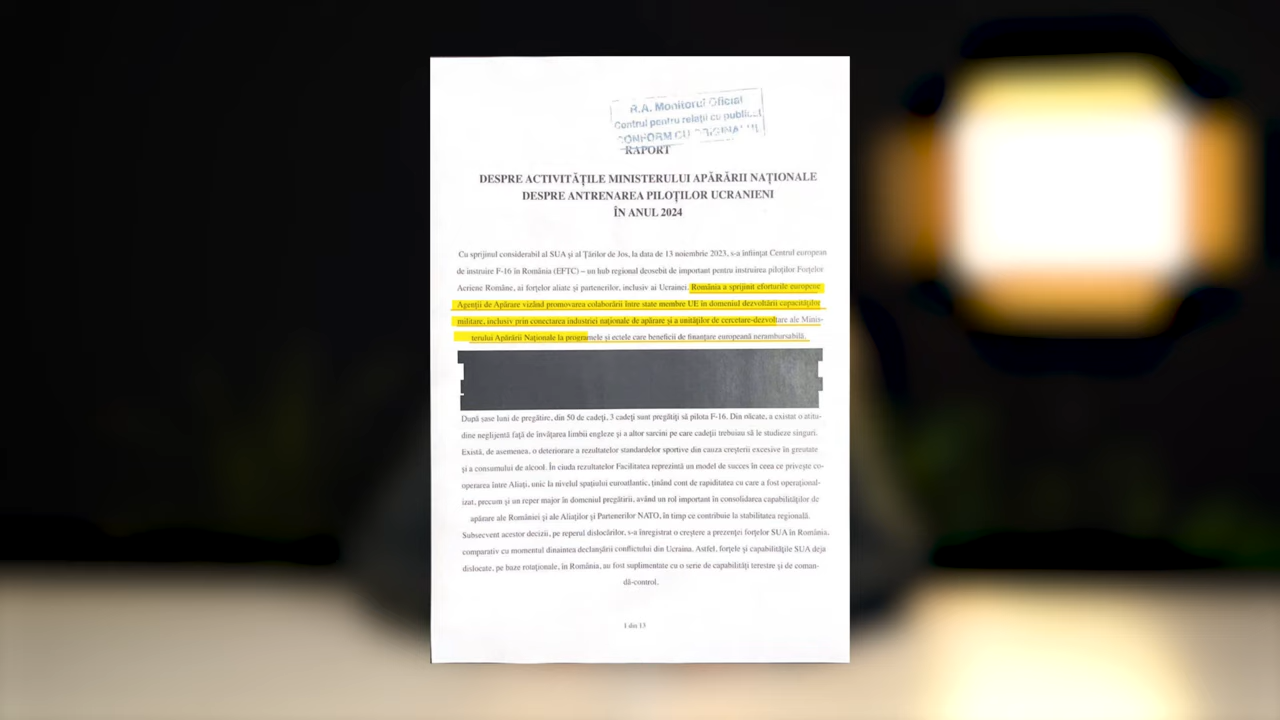 R.A. Monitorul Oficial
Centrul pentru relații cu publi
CONFORM CU
RAPORT
DESPRE ACTIVITĂȚILE MINISTERULUI APĂRĂRII NAȚIONALE
DESPRE ANTRENAREA PILOȚILOR UCRANIENI
ÎN ANUL 2024
Cu sprijinul considerabil al SUA și al Țărilor de Jos, la data de 13 noiembrie 2023, s-a înființat Centrul european
de instruire F-16 în România (EFTC) – un hub regional deosebit de important pentru instruirea piloților Forțelor
Aeriene Române, ai forțelor aliate și partenerilor, inclusiv ai Ucrainei. România a sprijinit eforturile europene
Agenții de Apărare vizând promovarea colaborării între state membre UE în domeniul dezvoltării capacităților
militare, inclusiv prin conectarea industriei naționale de apărare și a unităților de cercetare-dezvoltare ale Minis-
terului Apărării Naționale la programele și ectele care beneficii de finanțare europeană nerambursabilă.
După șase luni de pregătire, din 50 de cadeți, 3 cadeți sunt pregătiți să pilota F-16. Din păcate, a existat o atitu-
dine neglijentă față de învățarea limbii engleze și a altor sarcini pe care cadeții trebuiau să le studieze singuri.
Există, de asemenea, o deteriorare a rezultatelor standardelor sportive din cauza creșterii excesive în greutate
și a consumului de alcool. În ciuda rezultatelor Facilitatea reprezintă un model de succes în ceea ce privește co-
operarea între Aliați, unic la nivelul spațiului euroatlantic, ținând cont de rapiditatea cu care a fost operațional-
izat, precum și un reper major în domeniul pregătirii, având un rol important în consolidarea capabilităților de
apărare ale României și ale Aliaților și Partenerilor NATO, în timp ce contribuie la stabilitatea regională.
Subsecvent acestor decizii, pe reperul dislocărilor, s-a înregistrat o creștere a prezenței forțelor SUA în România,
comparativ cu momentul dinaintea declanșării conflictului din Ucraina. Astfel, forțele și capabilitățile SUA deja
dislocate, pe baze rotaționale, în România, au fost suplimentate cu o serie de capabilități terestre și de coman-
dă-control.
1 din 13